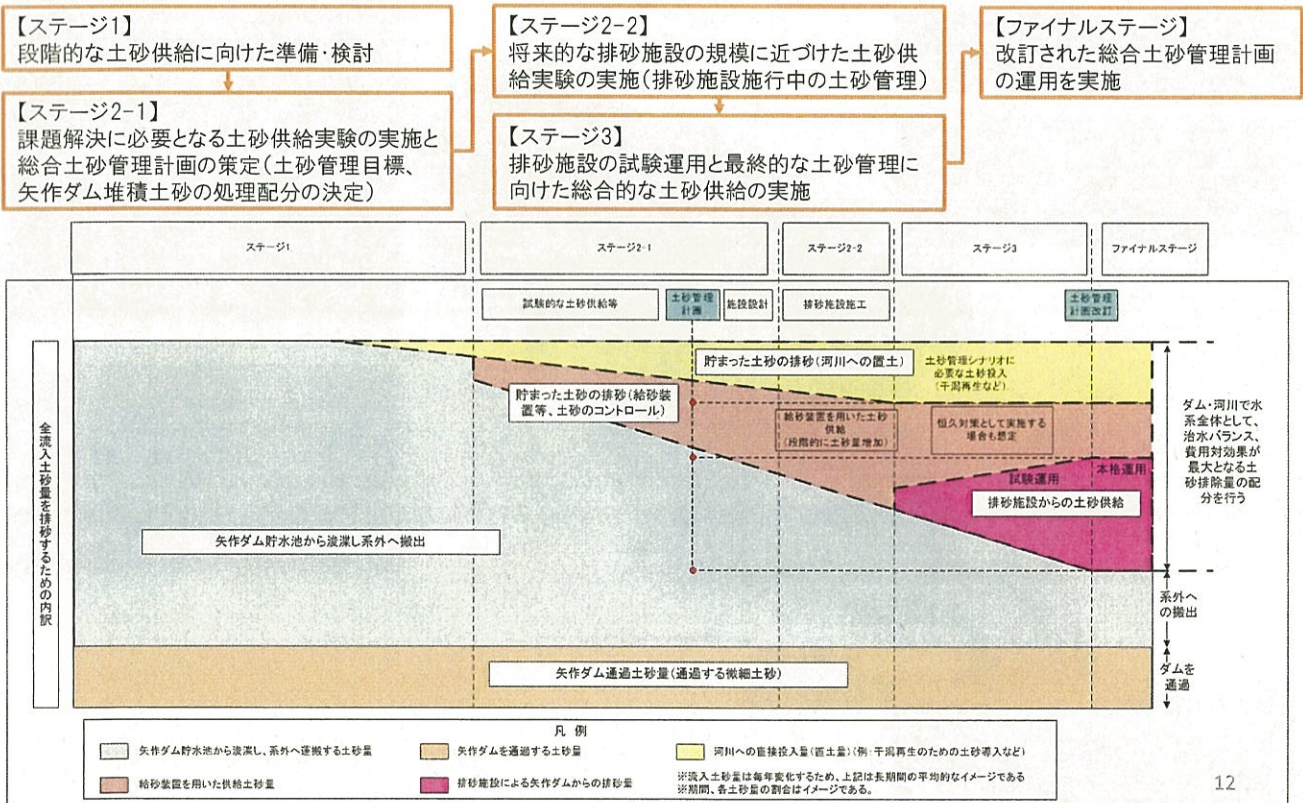 【ステージ1】
段階的な土砂供給に向けた準備・検討
【ステージ2-1】
課題解決に必要となる土砂供給実験の実施と
総合土砂管理計画の策定(土砂管理目標、
矢作ダム堆積土砂の処理配分の決定)
【ステージ2-2】
将来的な排砂施設の規模に近づけた土砂供
給実験の実施(排砂施設施行中の土砂管理)
【ステージ3】
排砂施設の試験運用と最終的な土砂管理に
向けた総合的な土砂供給の実施
【ファイナルステージ】
改訂された総合土砂管理計画
の運用を実施
ステージ1
ステージ2-1
ステージ2-2
ステージ3
ファイナルステージ
試験的な土砂供給等
土砂管理
計画
施設設計
排砂施設施工
土砂管理
計画改訂
全流入土砂量を排砂するための内訳
貯まった土砂の排砂(河川への置土)
土砂管理シナリオに
必要な土砂投入
(干潟再生など)
貯まった土砂の排砂(給砂装
置等、土砂のコントロール)
給砂装置を用いた土砂
供給
(段階的に土砂量増加)
恒久対策として実施する
場合も想定
試験運用
本格運用
排砂施設からの土砂供給
矢作ダム貯水池から浚渫し系外へ搬出
矢作ダム通過土砂量(通過する微細土砂)
ダム・河川で水
系全体として、
治水バランス、
費用対効果が
最大となる土
砂排除量の配
分を行う
系外へ
の搬出
ダムを
通過
凡 例
矢作ダム貯水池から浚渫し、系外へ運搬する土砂量
矢作ダムを通過する土砂量
河川への直接投入量(置土量)(例:干潟再生のための土砂導入など)
給砂装置を用いた供給土砂量
排砂施設による矢作ダムからの排砂量
※流入土砂量は毎年変化するため、上記は長期間の平均的なイメージである
※期間、各土砂量の割合はイメージである。
12